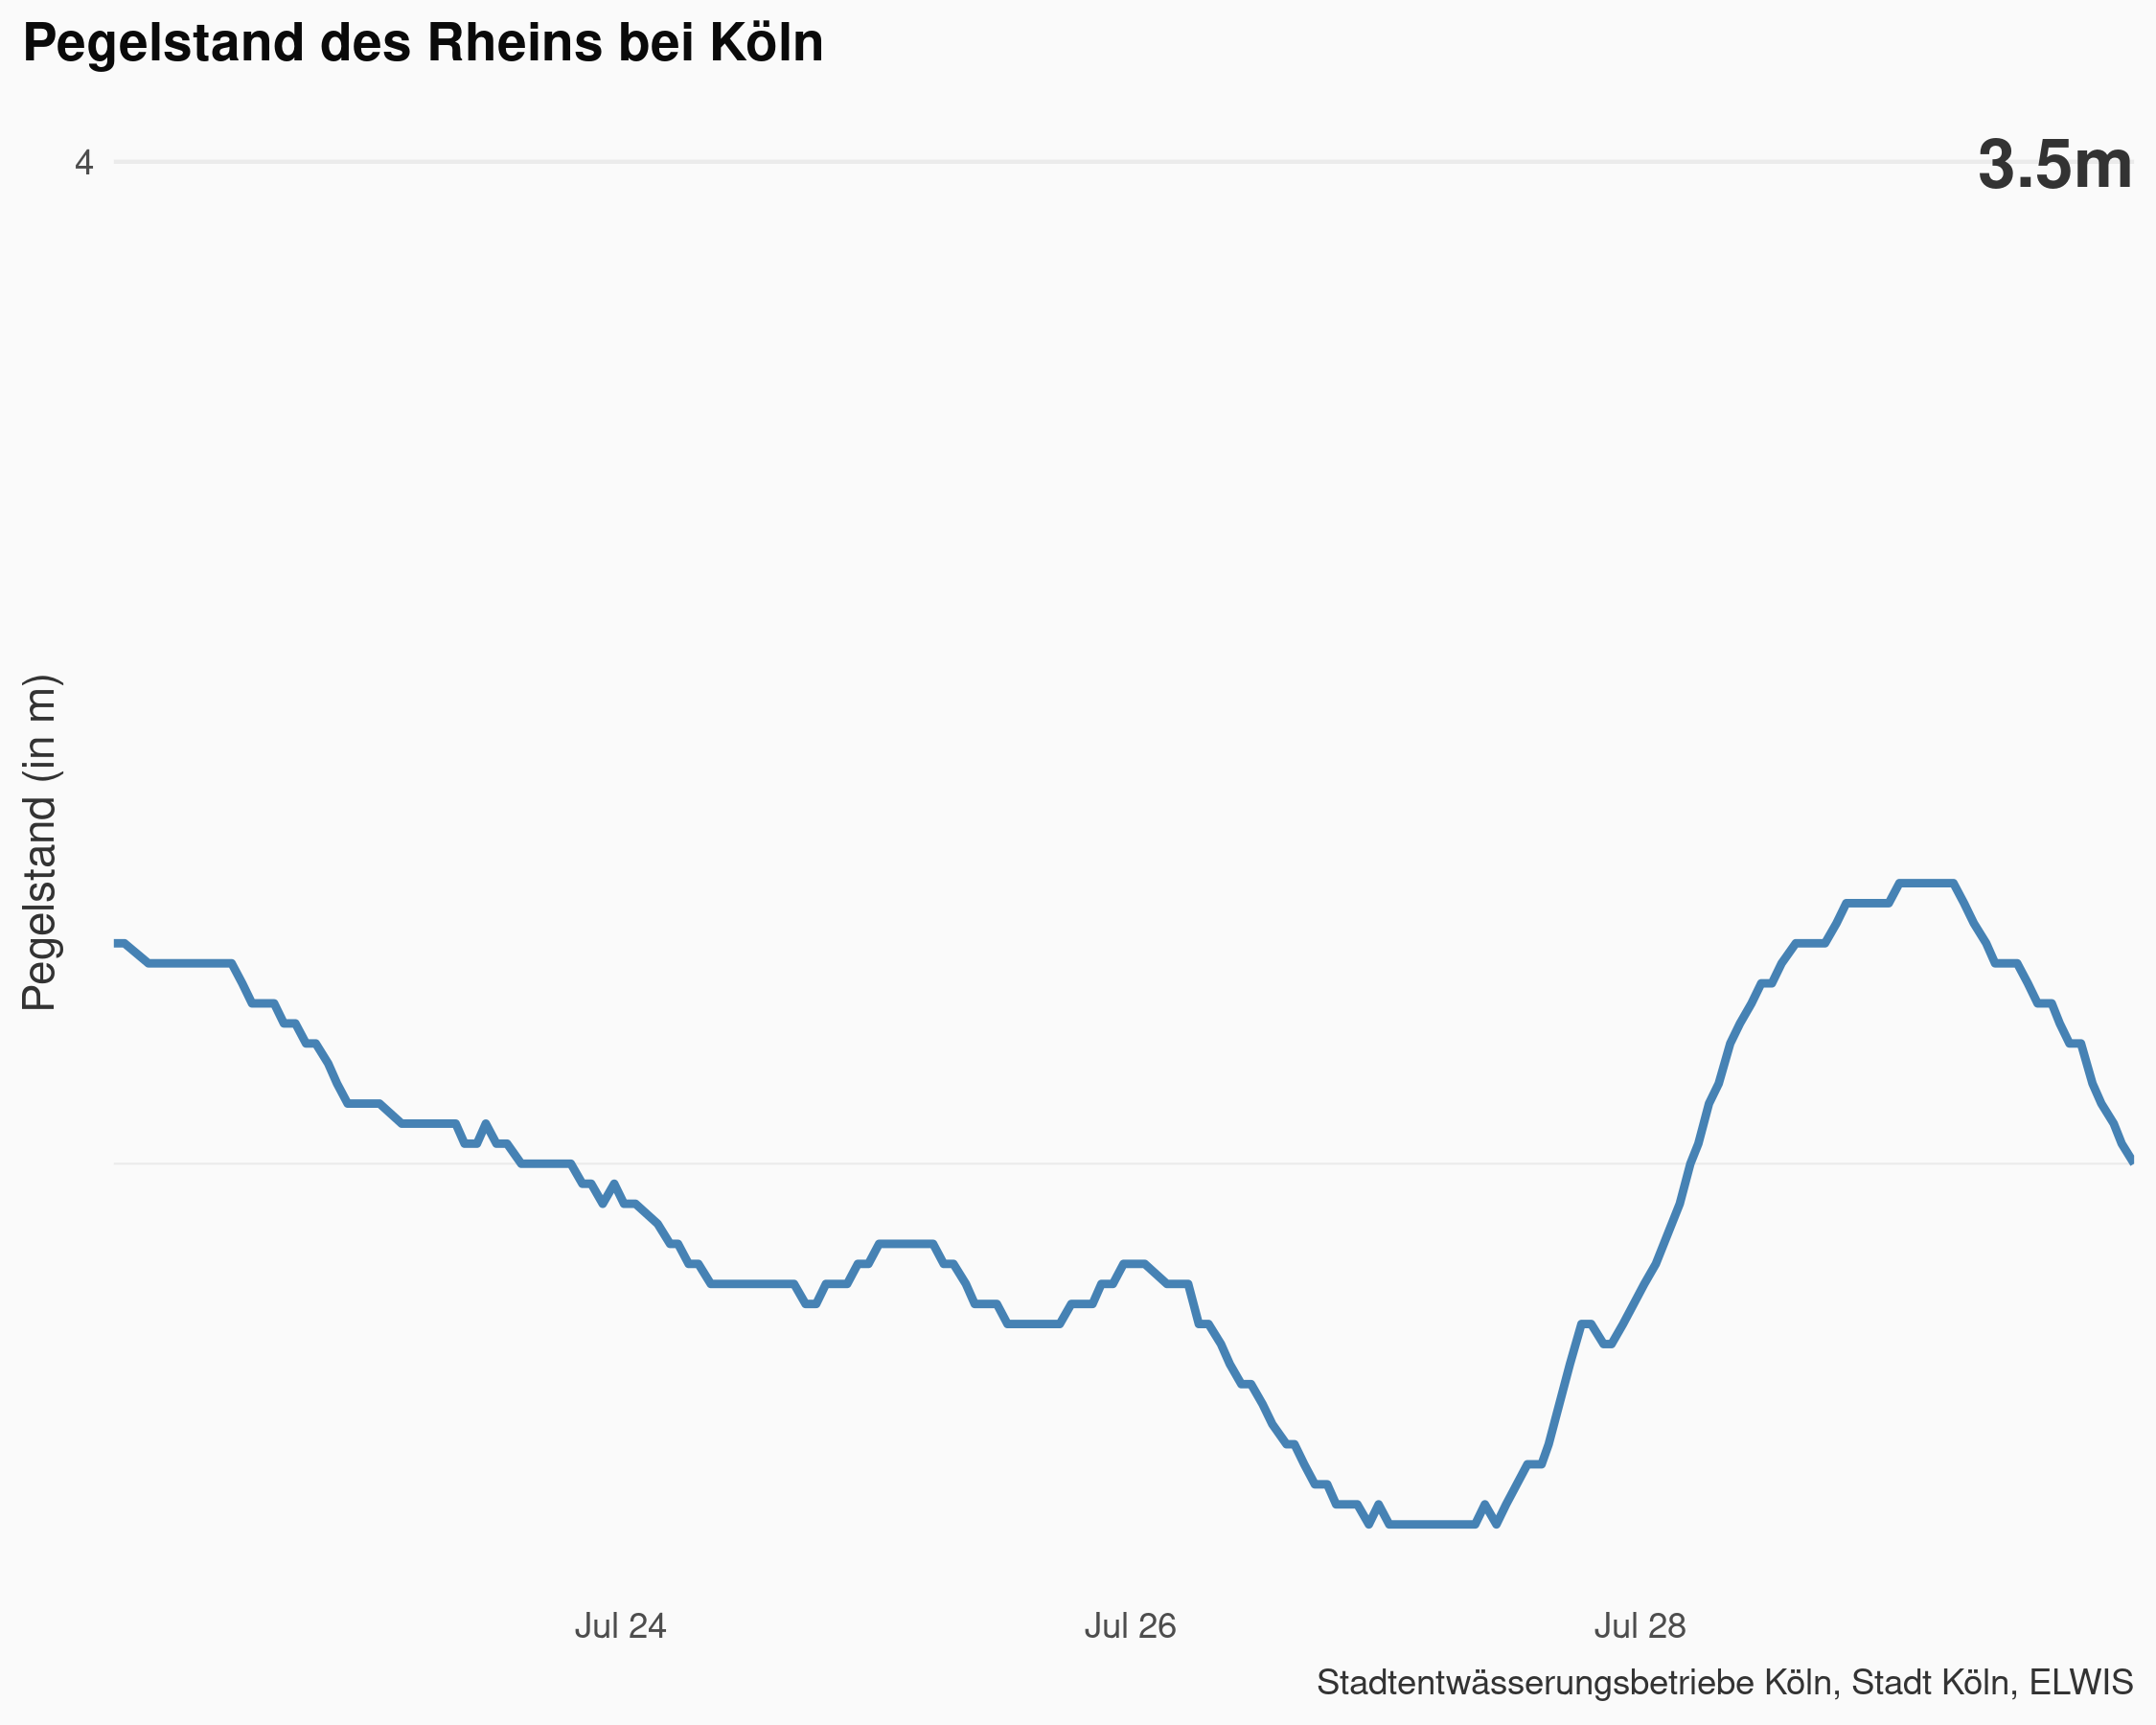 Pegelstand des Rheins bei Köln
4
3.5m
Pegelstand (in m)
Jul 24
Jul 26
Jul 28
Stadtentwässerungsbetriebe Köln, Stadt Köln, ELWIS